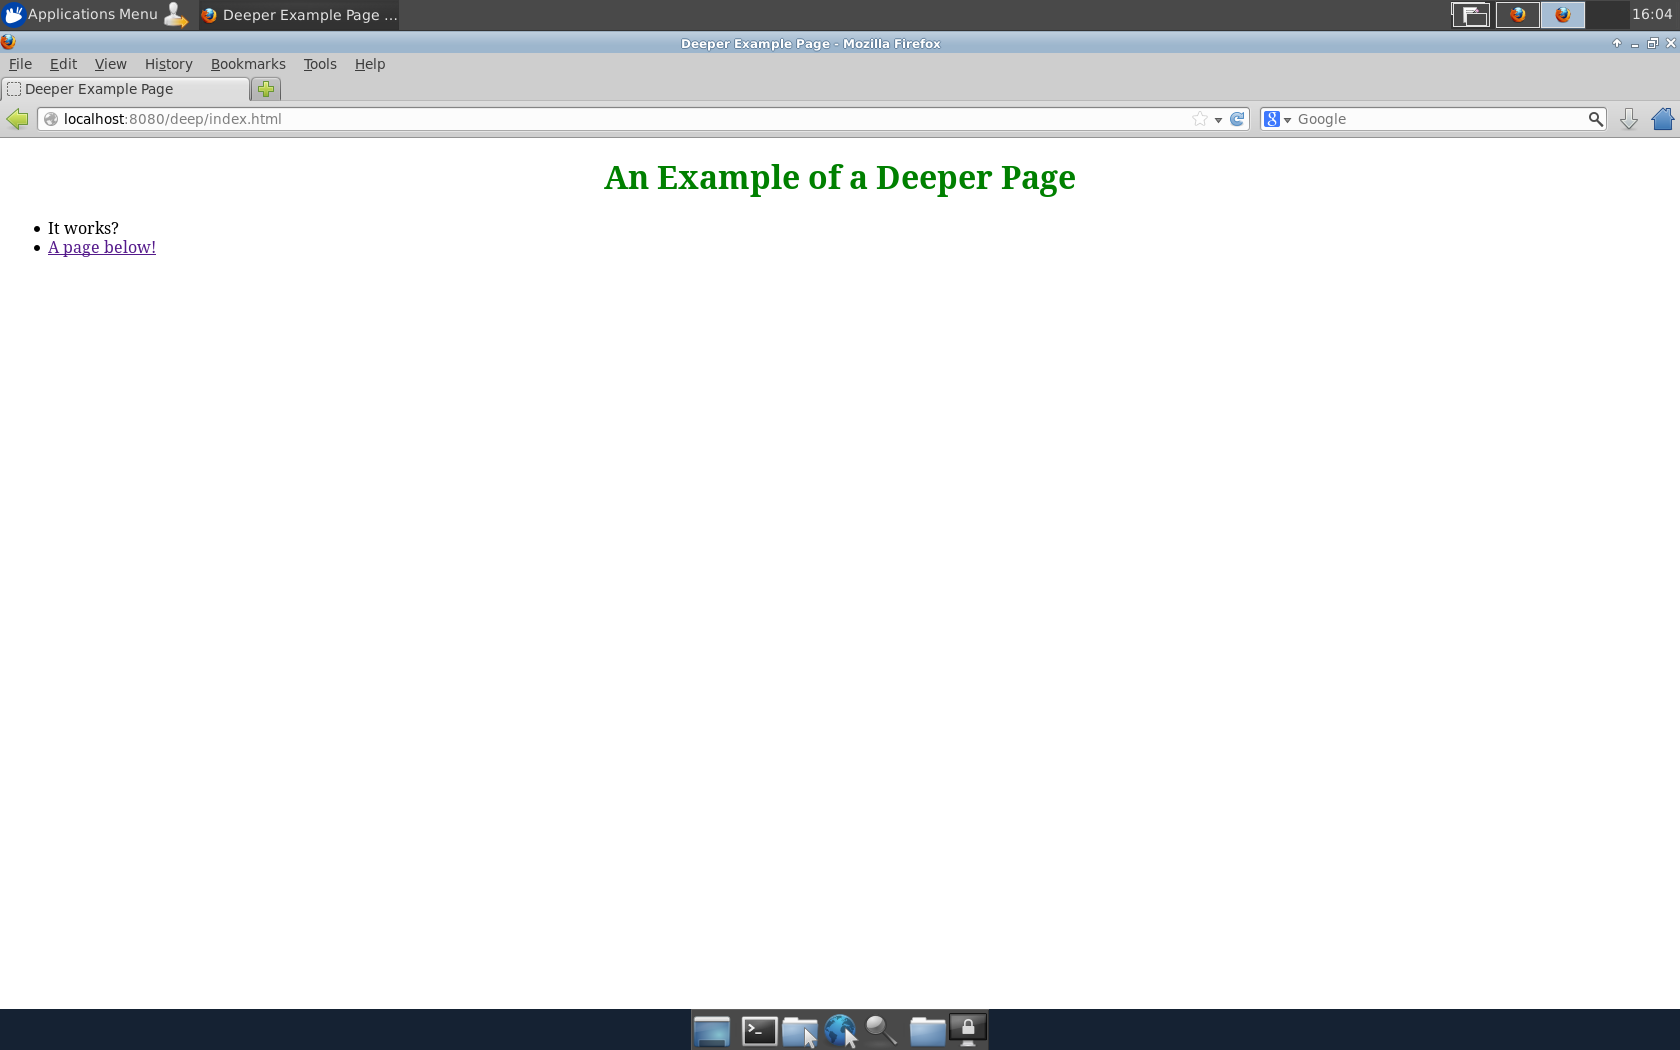 Applications Menu
Deeper Example Page ...
16:04
Deeper Example Page - Mozilla Firefox
File Edit View History Bookmarks Tools Help
Deeper Example Page
localhost:8080/deep/index.html
8
Google
An Example of a Deeper Page
• It works?
• A page below!
>_